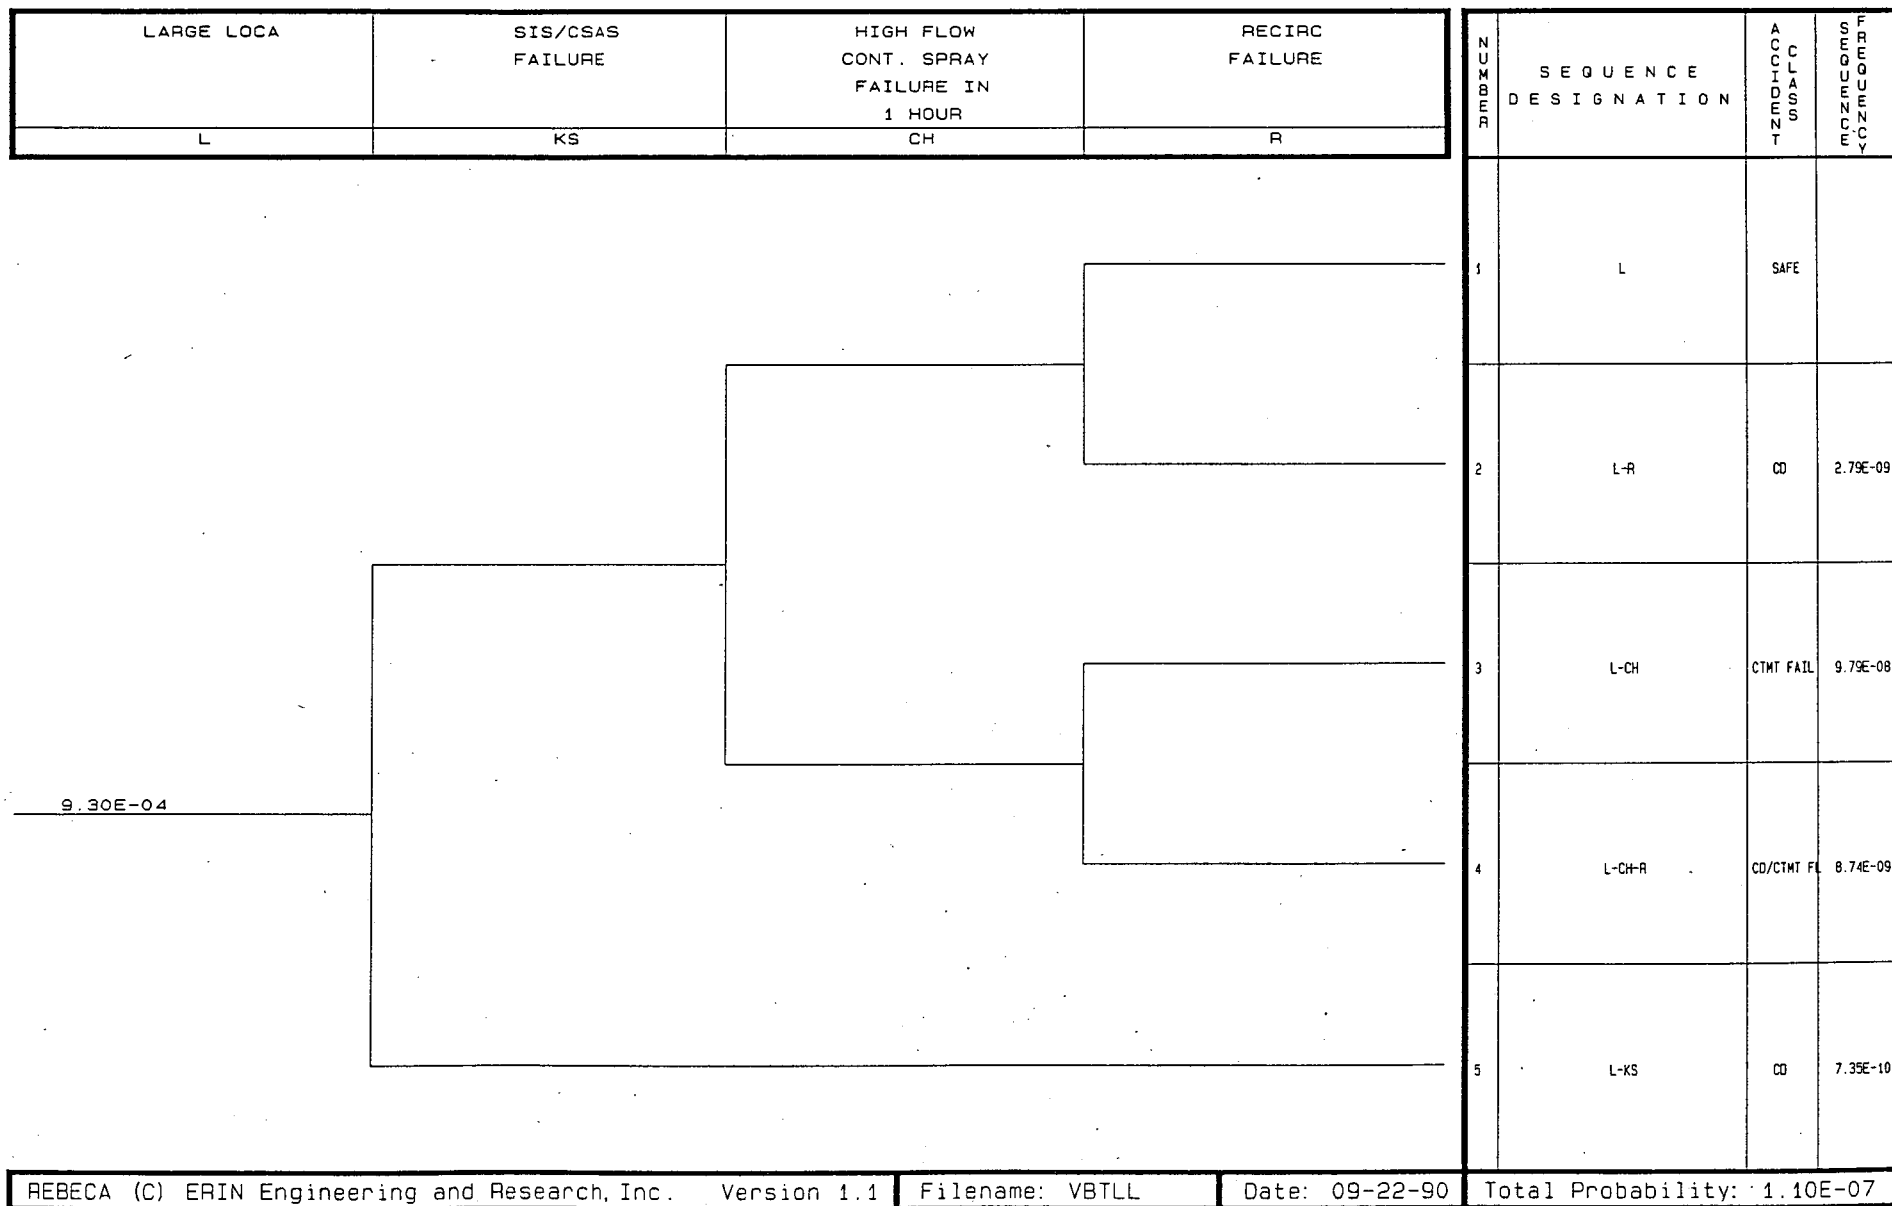 LARGE LOCA
SIS/CSAS
FAILURE
HIGH FLOW
CONT. SPRAY
FAILURE IN
1 HOUR
RECIRC
FAILURE
NUMBER
SEQUENCE
DESIGNATION
ACCIDENT
CLASS
SEQUENCE
FREQUENCY
L
KS
CH
R
1 L SAFE
2 L-R CD 2.79E-09
3 L-CH CTMT FAIL 9.79E-08
9.30E-04
4 L-CH-R CD/CTMT FL 8.74E-09
5 L-KS CD 7.35E-10
REBECA (C) ERIN Engineering and Research, Inc. Version 1.1
Filename: VBTLL
Date: 09-22-90
Total Probability: 1.10E-07